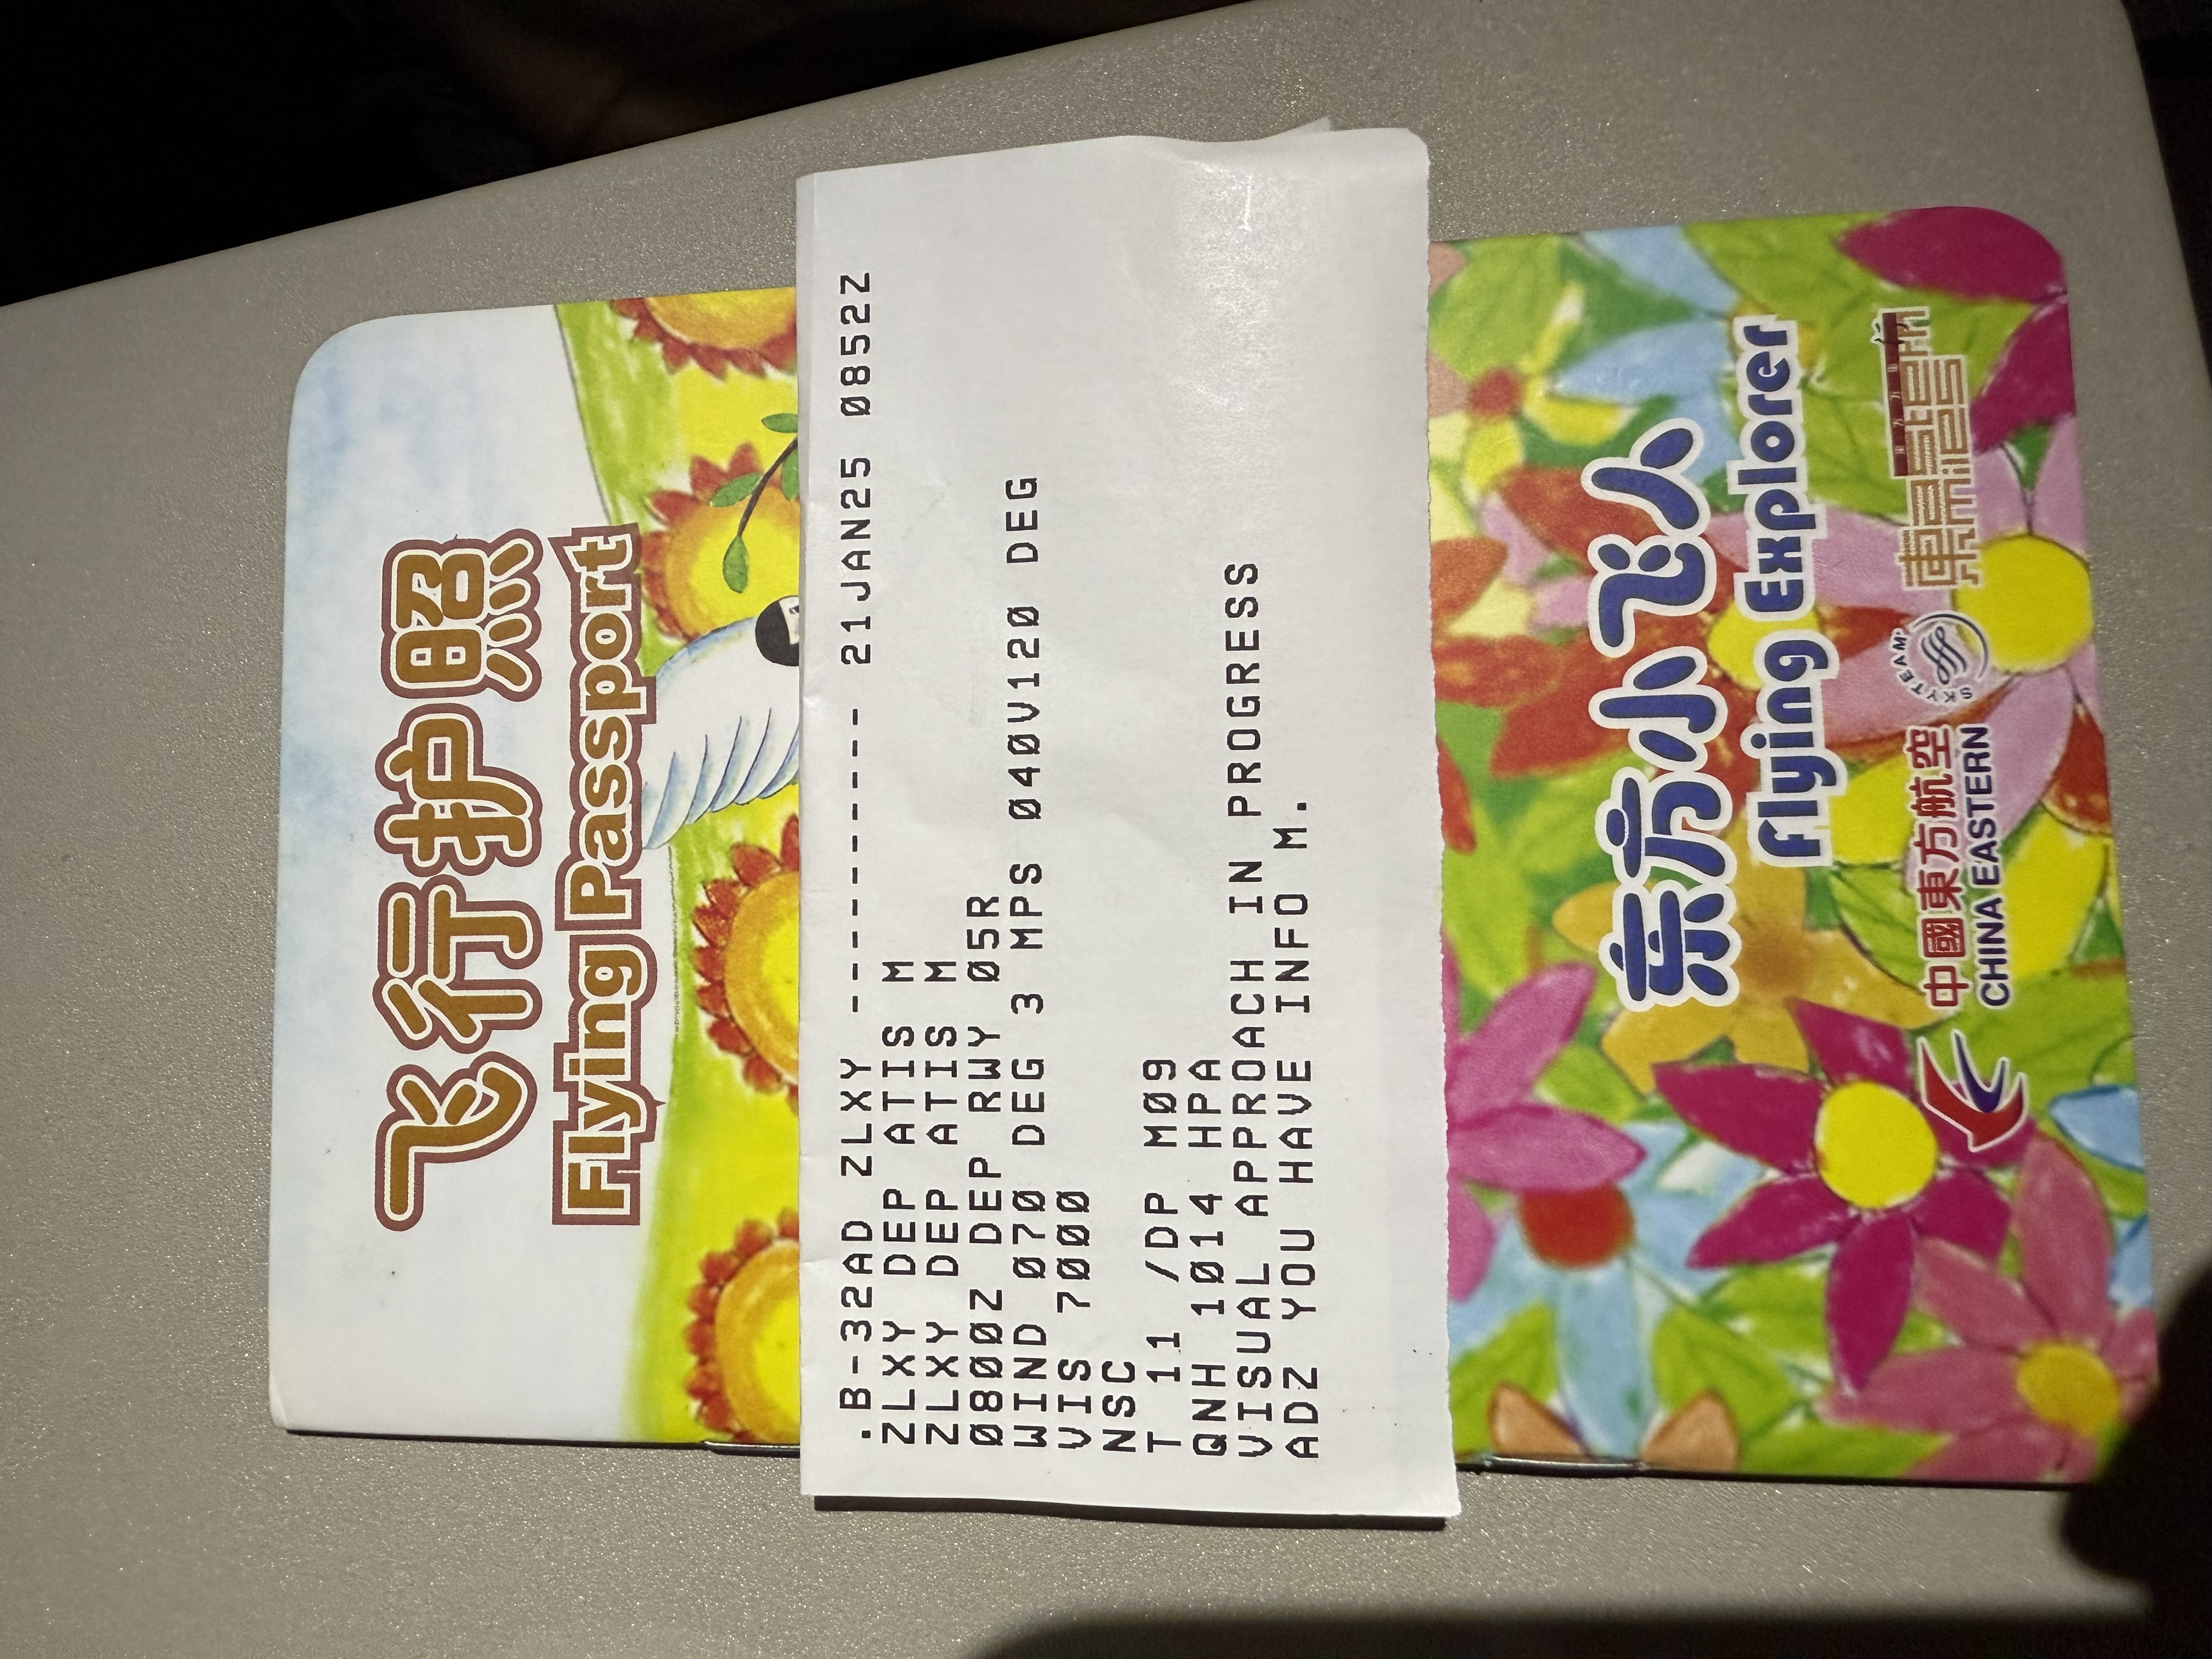 飞行护照
Flying Passport
.B-32AD ZLXY --------- 21JAN25 0852Z
ZLXY DEP ATIS M
ZLXY DEP ATIS M
0800Z DEP RWY 05R
WIND 070 DEG 3 MPS 040V120 DEG
VIS 7000
NSC
T 11 /DP M09
QNH 1014 HPA
VISUAL APPROACH IN PROGRESS
ADZ YOU HAVE INFO M.
东方小飞人
Flying Explorer
中國東方航空
CHINA EASTERN
SKYTEAM